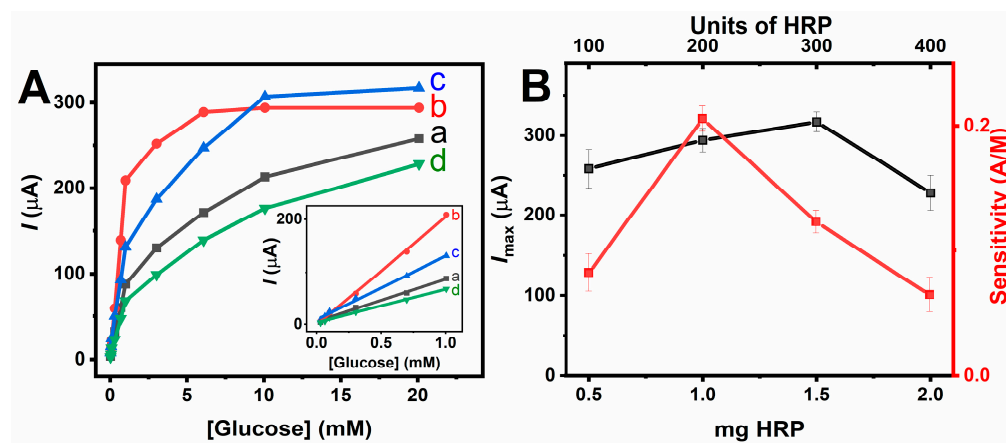 A
I (µA)
300
200
100
0
c
b
a
d
0
5
10
15
20
[Glucose] (mM)
I (µA)
200
0
b
c
a
d
0.0
0.5
1.0
[Glucose] (mM)
B
Units of HRP
100
200
300
400
Imax (µA)
300
200
100
0
0.2
0.0
Sensitivity (A/M)
0.5
1.0
1.5
2.0
mg HRP